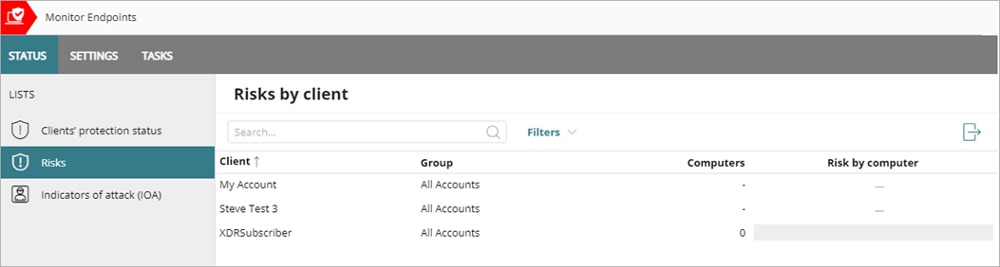 Monitor Endpoints
STATUS SETTINGS TASKS
LISTS
Clients’ protection status
Risks
Indicators of attack (IOA)
Risks by client
Search... Filters
Client ↑ Group Computers Risk by computer
My Account All Accounts - —
Steve Test 3 All Accounts - —
XDRSubscriber All Accounts 0